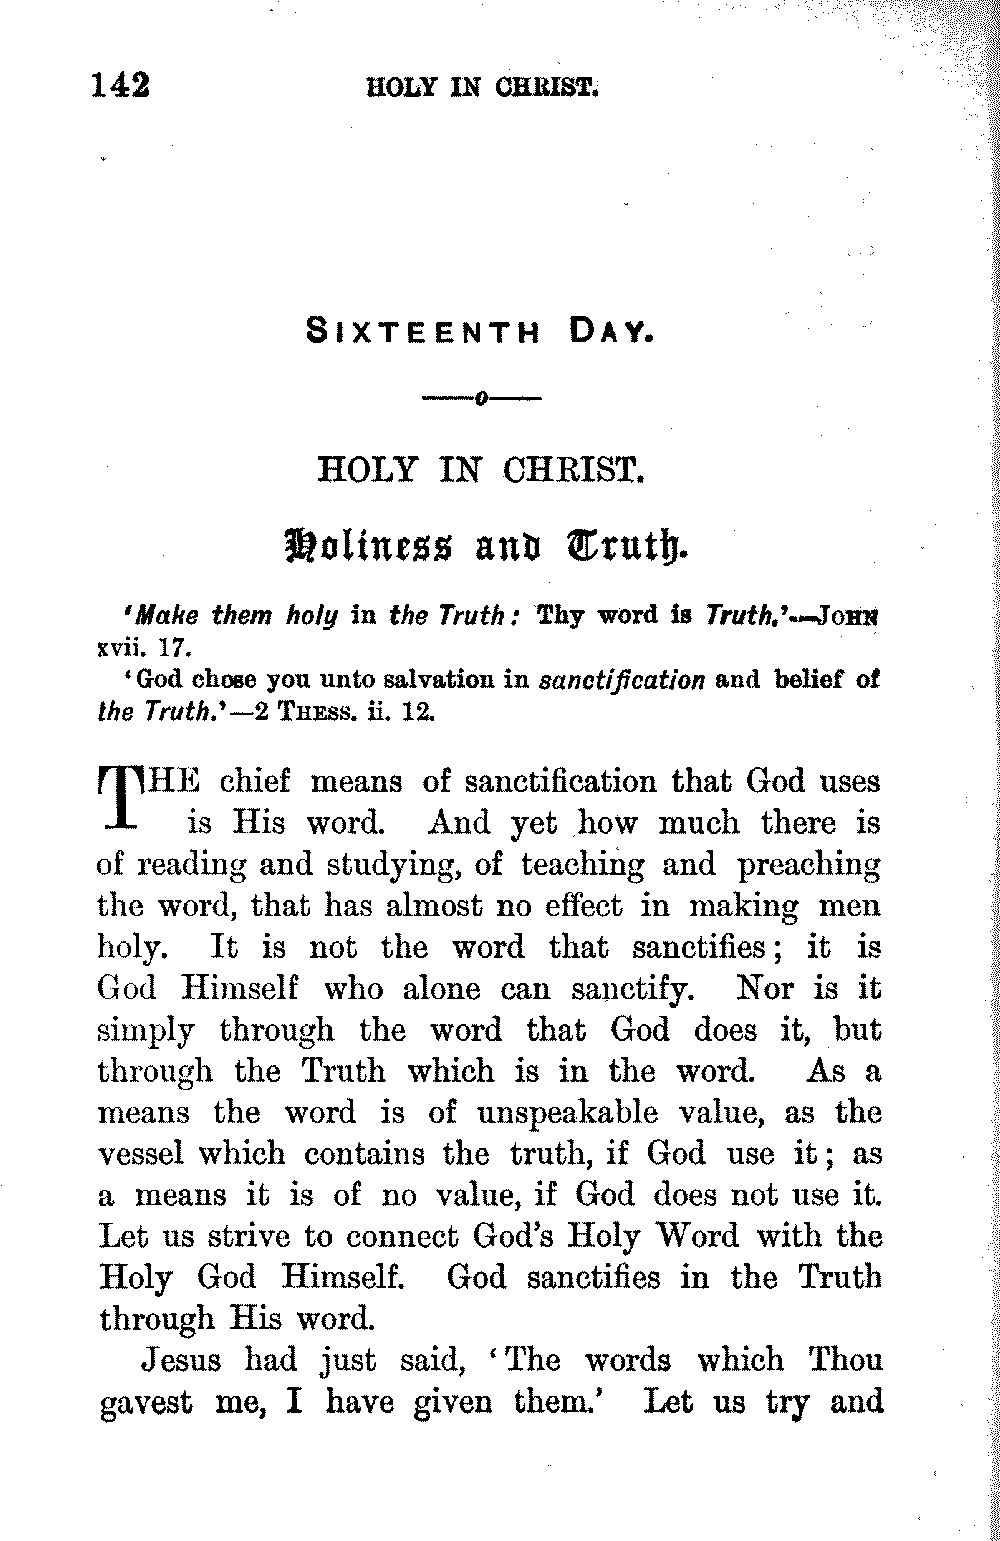 142 HOLY IN CHRIST.
SIXTEENTH DAY.
——o——
HOLY IN CHRIST.
Holiness and Truth.
'Make them holy in the Truth: Thy word is Truth.'—JOHN
xvii. 17.
'God chose you unto salvation in sanctification and belief of
the Truth.'—2 THESS. ii. 12.
THE chief means of sanctification that God uses
is His word. And yet how much there is
of reading and studying, of teaching and preaching
the word, that has almost no effect in making men
holy. It is not the word that sanctifies; it is
God Himself who alone can sanctify. Nor is it
simply through the word that God does it, but
through the Truth which is in the word. As a
means the word is of unspeakable value, as the
vessel which contains the truth, if God use it; as
a means it is of no value, if God does not use it.
Let us strive to connect God's Holy Word with the
Holy God Himself. God sanctifies in the Truth
through His word.
Jesus had just said, 'The words which Thou
gavest me, I have given them.' Let us try and